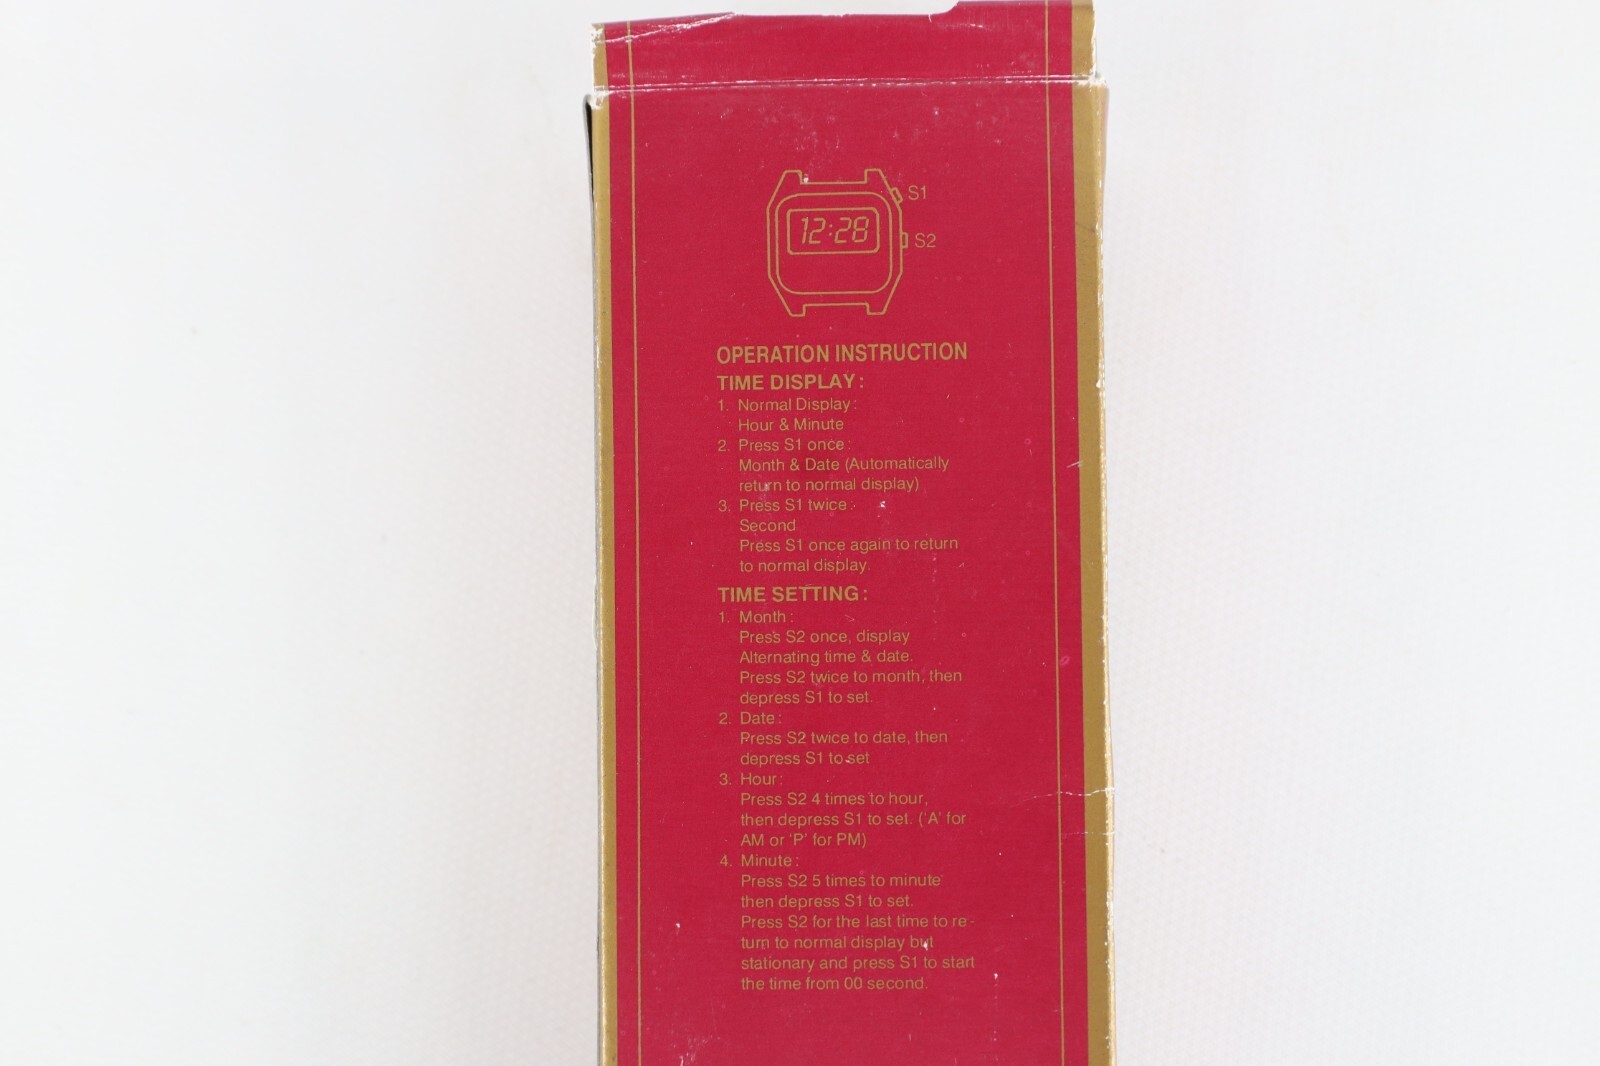 S1
12:28
S2
OPERATION INSTRUCTION
TIME DISPLAY:
1. Normal Display:
Hour & Minute
2. Press S1 once:
Month & Date (Automatically
return to normal display)
3. Press S1 twice:
Second
Press S1 once again to return
to normal display.
TIME SETTING:
1. Month:
Press S2 once, display
Alternating time & date.
Press S2 twice to month, then
depress S1 to set.
2. Date:
Press S2 twice to date, then
depress S1 to set
3. Hour:
Press S2 4 times to hour,
then depress S1 to set. ('A' for
AM or 'P' for PM)
4. Minute:
Press S2 5 times to minute
then depress S1 to set.
Press S2 for the last time to re-
turn to normal display but
stationary and press S1 to start
the time from 00 second.